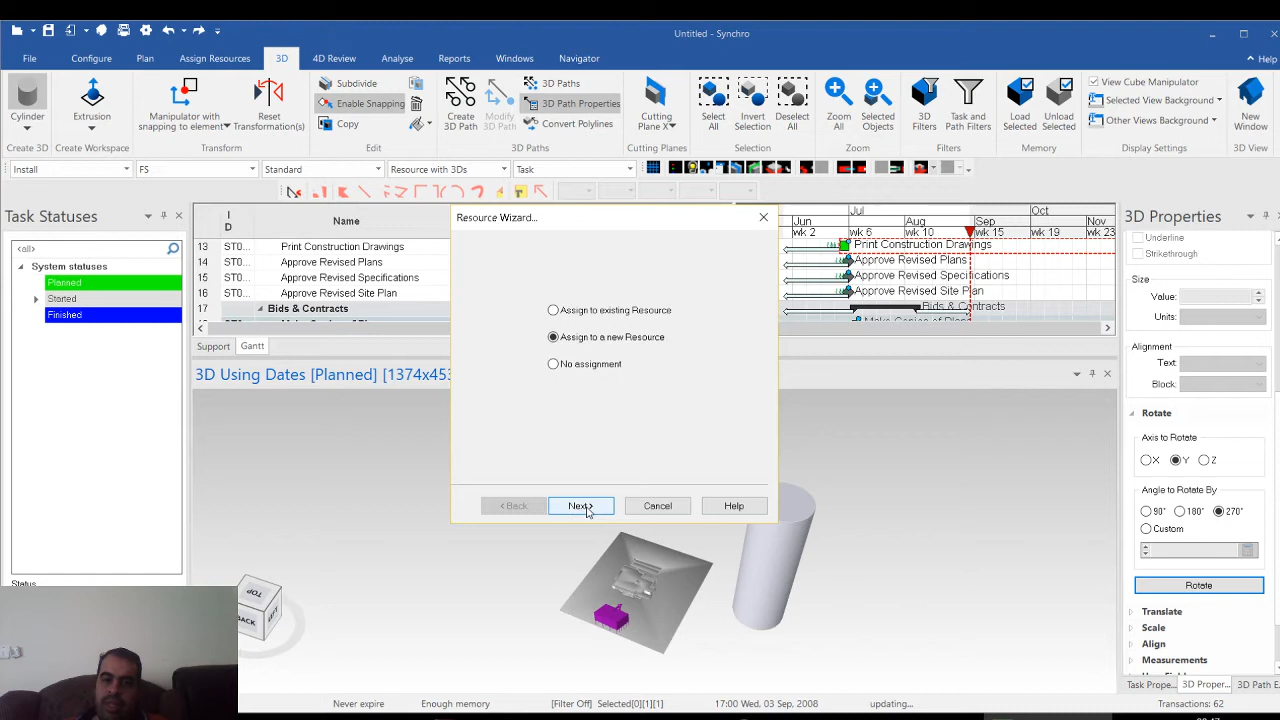 Untitled - Synchro
File Configure Plan Assign Resources 3D 4D Review Analyse Reports Windows Navigator Help
Cylinder
Extrusion
Manipulator with snapping to element
Reset Transformation(s)
Subdivide
Enable Snapping
Copy
Create 3D Path
Modify 3D Path
3D Paths
3D Path Properties
Convert Polylines
Cutting Plane X
Select All
Invert Selection
Deselect All
Zoom All
Selected Objects
3D Filters
Task and Path Filters
Load Selected
Unload Selected
View Cube Manipulator
Selected View Background
Other Views Background
New Window
Create 3D Create Workspace Transform Edit 3D Paths Cutting Planes Selection Zoom Filters Memory Display Settings 3D View
Install FS Standard Resource with 3Ds Task
Task Statuses
<all>
System statuses
Planned
Started
Finished
Status
I D Name
13 ST0... Print Construction Drawings
14 ST0... Approve Revised Plans
15 ST0... Approve Revised Specifications
16 ST0... Approve Revised Site Plan
17 Bids & Contracts
Support Gantt
Jun Jul Aug Sep Oct Nov
wk 2 wk 6 wk 10 wk 15 wk 19 wk 23
Print Construction Drawings
Approve Revised Plans
Approve Revised Specifications
Approve Revised Site Plan
Bids & Contracts
Make Copies of Plans
3D Using Dates [Planned] [1374x453
Resource Wizard...
Assign to existing Resource
Assign to a new Resource
No assignment
< Back Next> Cancel Help
TOP
BACK
LEFT
3D Properties
Underline
Strikethrough
Size
Value:
Units:
Alignment
Text:
Block:
Rotate
Axis to Rotate
X Y Z
Angle to Rotate By
90° 180° 270°
Custom
Rotate
Translate
Scale
Align
Measurements
Task Prope... 3D Proper... 3D Path E...
Never expire Enough memory [Filter Off] Selected[0][1][1] 17:00 Wed, 03 Sep, 2008 updating... Transactions: 62